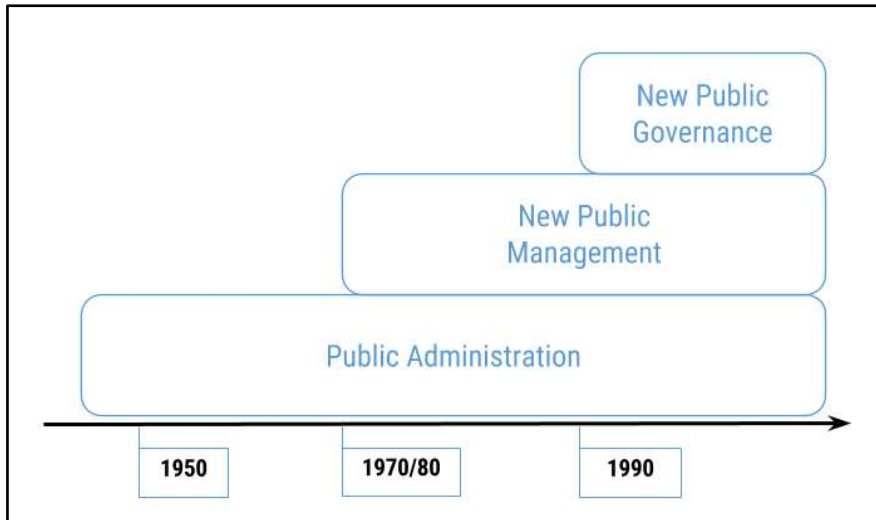 New Public
Governance
New Public
Management
Public Administration
1950
1970/80
1990